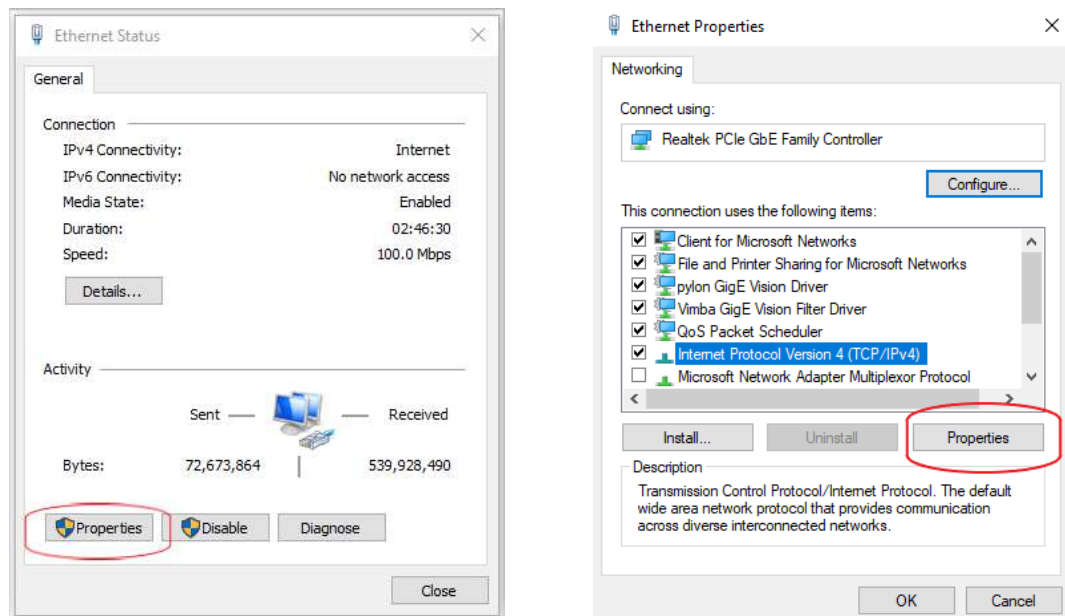 Ethernet Status
General
Connection
IPv4 Connectivity: Internet
IPv6 Connectivity: No network access
Media State: Enabled
Duration: 02:46:30
Speed: 100.0 Mbps
Details...
Activity
Sent Received
Bytes: 72,673,864 539,928,490
Properties Disable Diagnose
Close
Ethernet Properties
Networking
Connect using:
Realtek PCIe GbE Family Controller
Configure...
This connection uses the following items:
Client for Microsoft Networks
File and Printer Sharing for Microsoft Networks
pylon GigE Vision Driver
Vimba GigE Vision Filter Driver
QoS Packet Scheduler
Internet Protocol Version 4 (TCP/IPv4)
Microsoft Network Adapter Multiplexor Protocol
Install... Uninstall Properties
Description
Transmission Control Protocol/Internet Protocol. The default
wide area network protocol that provides communication
across diverse interconnected networks.
OK Cancel